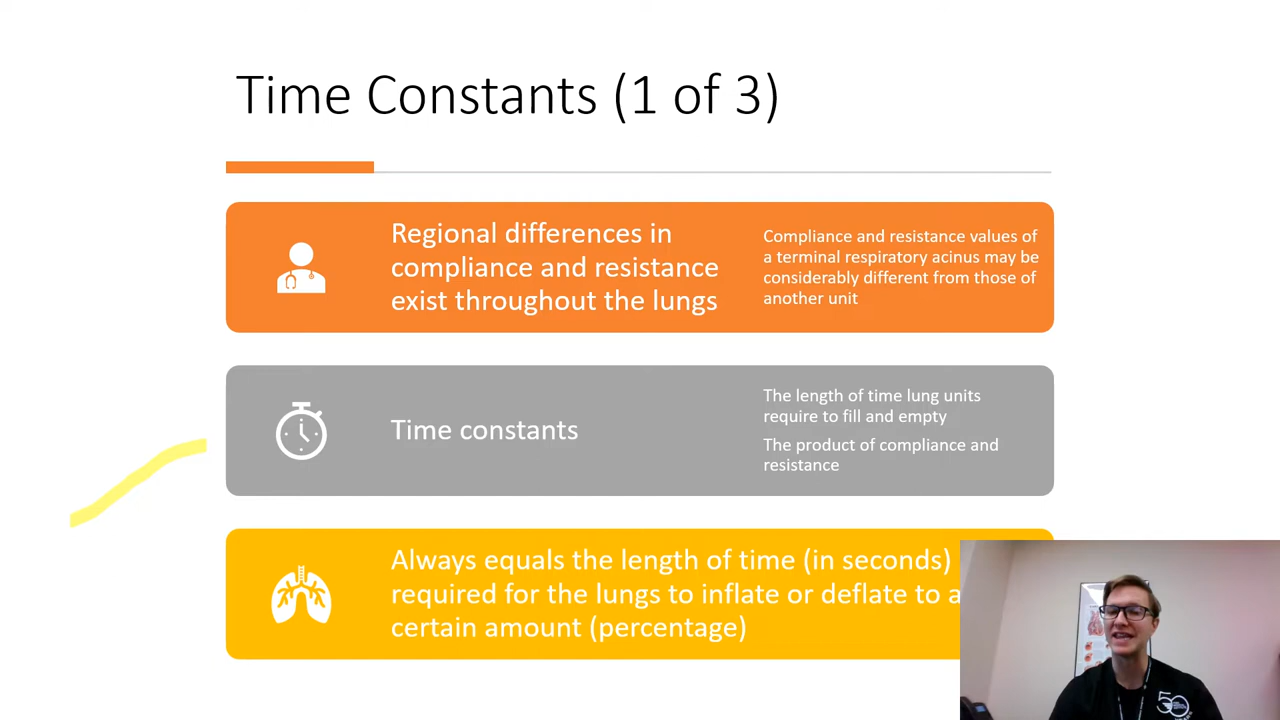 Time Constants (1 of 3)
Regional differences in
compliance and resistance
exist throughout the lungs
Compliance and resistance values of
a terminal respiratory acinus may be
considerably different from those of
another unit
Time constants
The length of time lung units
require to fill and empty
The product of compliance and
resistance
Always equals the length of time (in seconds)
required for the lungs to inflate or deflate to a
certain amount (percentage)
50